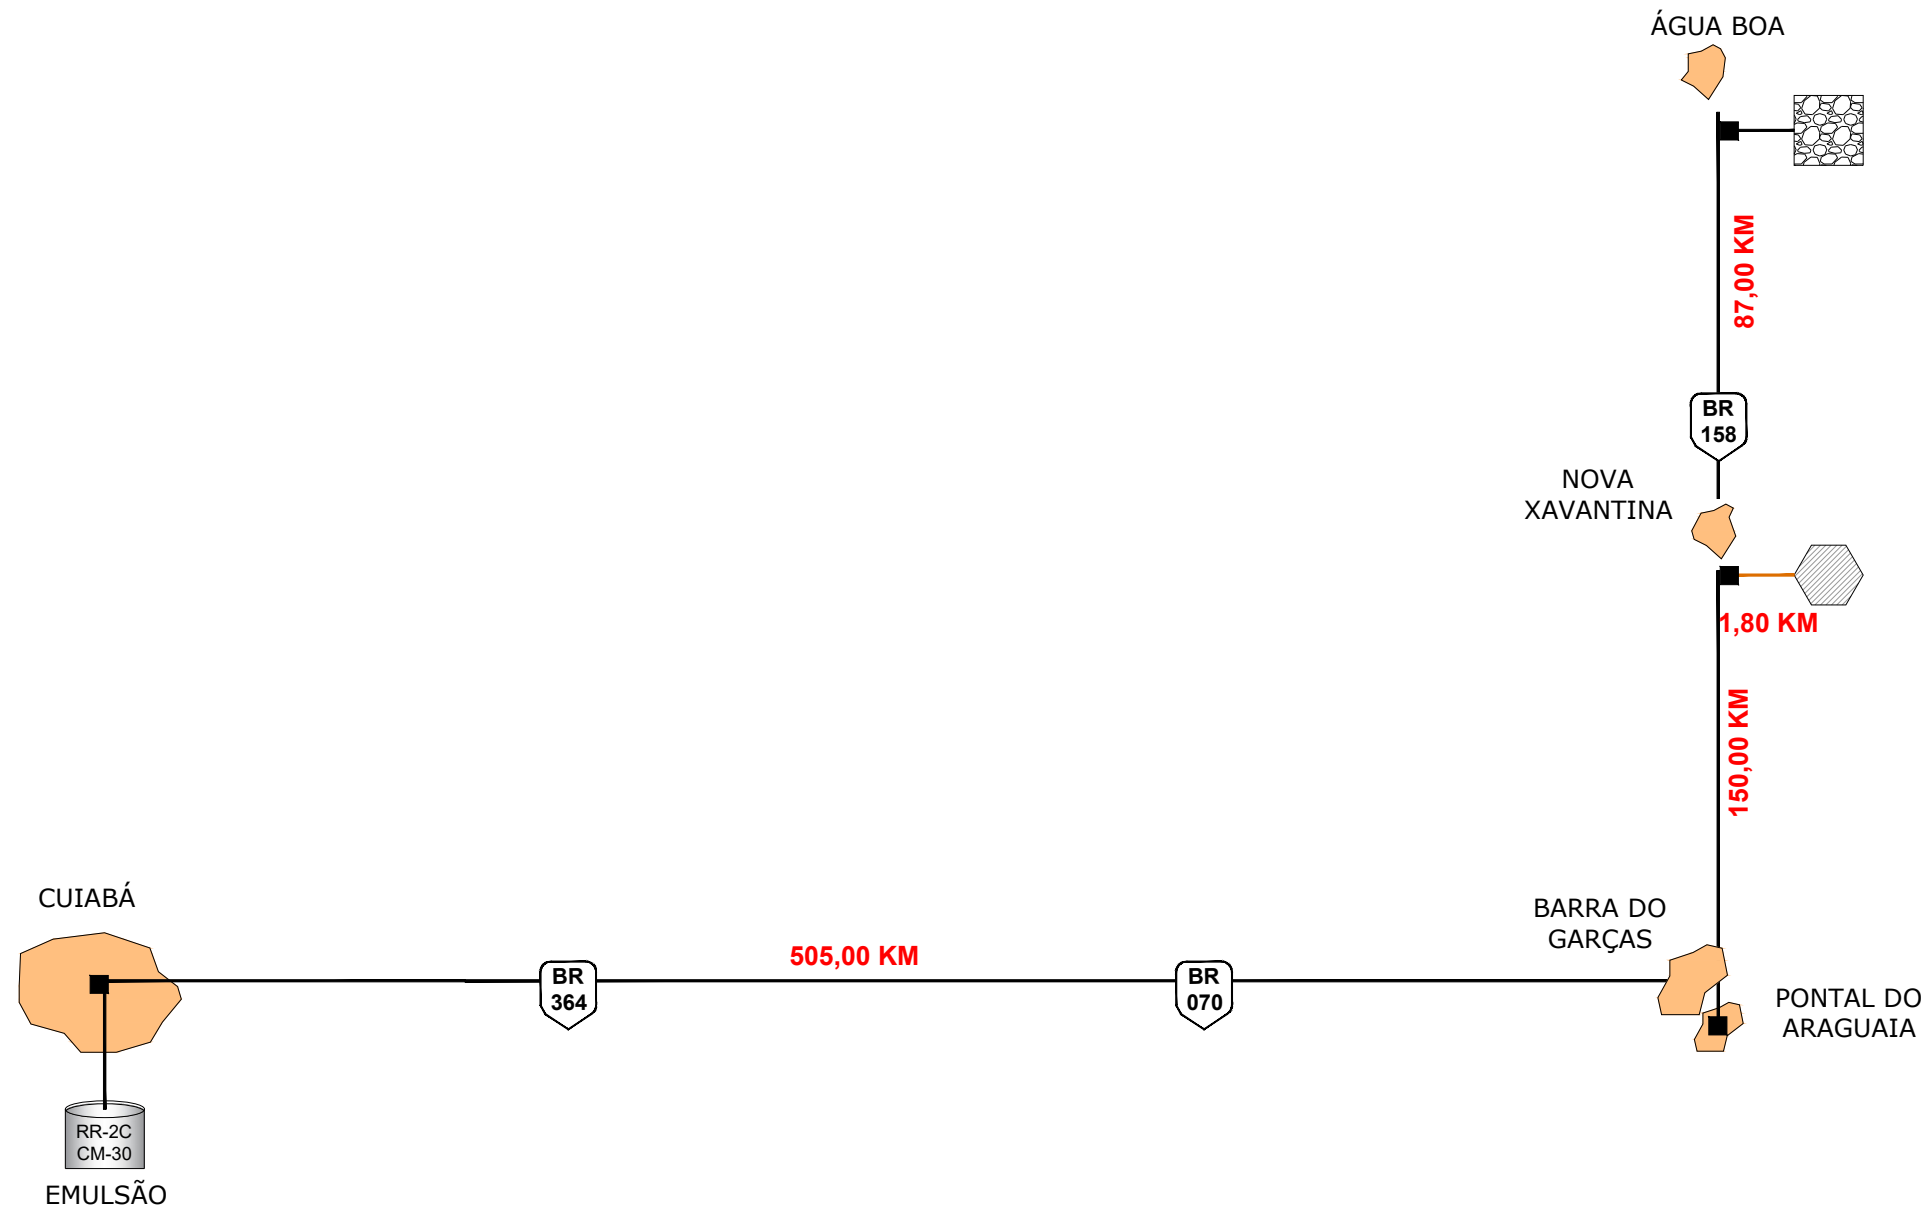 ÁGUA BOA
87,00 KM
BR
158
NOVA
XAVANTINA
1,80 KM
150,00 KM
CUIABÁ
BARRA DO
GARÇAS
505,00 KM
BR
364
BR
070
PONTAL DO
ARAGUAIA
RR-2C
CM-30
EMULSÃO